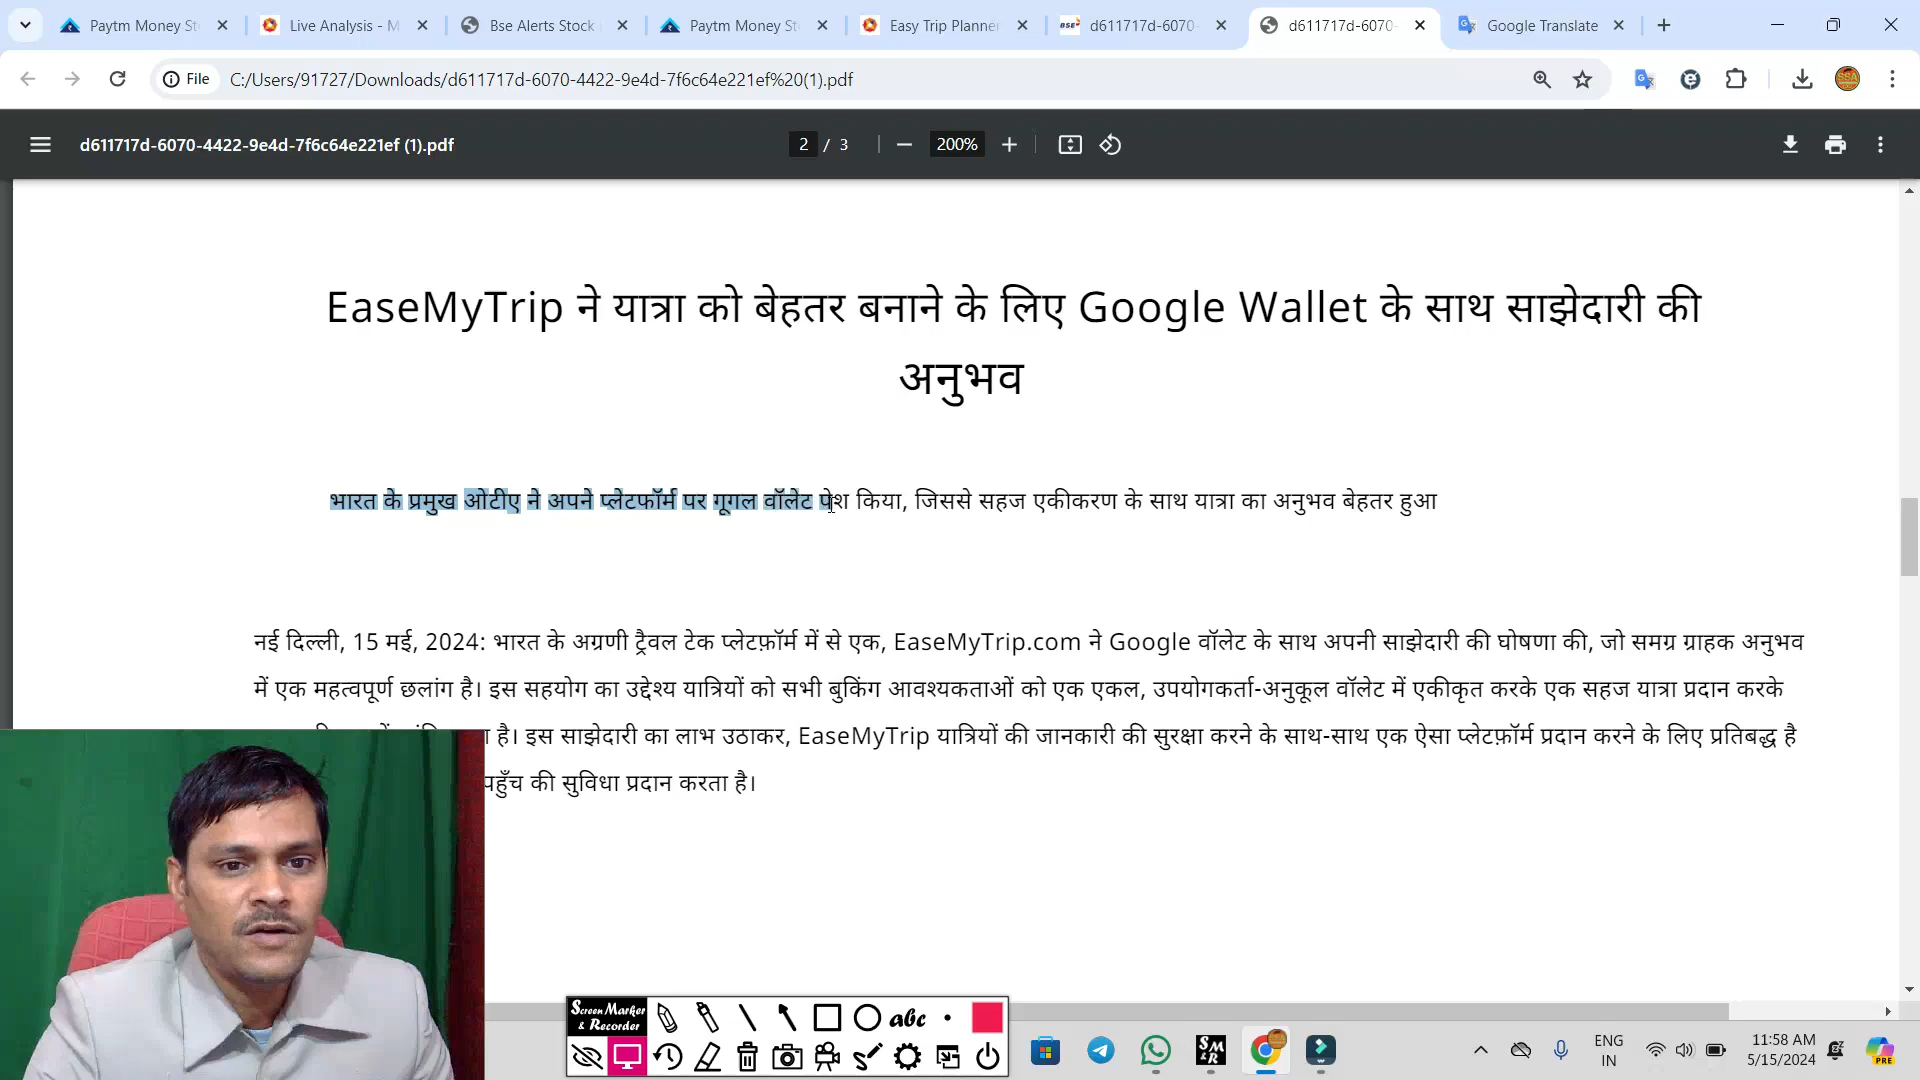 Paytm Money St
Live Analysis - M
Bse Alerts Stock
Paytm Money St
Easy Trip Planner
BSE
d611717d-6070-
d611717d-6070-
Google Translate
File
C:/Users/91727/Downloads/d611717d-6070-4422-9e4d-7f6c64e221ef%20(1).pdf
SSA
d611717d-6070-4422-9e4d-7f6c64e221ef (1).pdf
2 / 3
200%
EaseMyTrip ने यात्रा को बेहतर बनाने के लिए Google Wallet के साथ साझेदारी की
अनुभव
भारत के प्रमुख ओटीए ने अपने प्लेटफॉर्म पर गूगल वॉलेट पेश किया, जिससे सहज एकीकरण के साथ यात्रा का अनुभव बेहतर हुआ
नई दिल्ली, 15 मई, 2024: भारत के अग्रणी ट्रैवल टेक प्लेटफ़ॉर्म में से एक, EaseMyTrip.com ने Google वॉलेट के साथ अपनी साझेदारी की घोषणा की, जो समग्र ग्राहक अनुभव
में एक महत्वपूर्ण छलांग है। इस सहयोग का उद्देश्य यात्रियों को सभी बुकिंग आवश्यकताओं को एक एकल, उपयोगकर्ता-अनुकूल वॉलेट में एकीकृत करके एक सहज यात्रा प्रदान करके
है। इस साझेदारी का लाभ उठाकर, EaseMyTrip यात्रियों की जानकारी की सुरक्षा करने के साथ-साथ एक ऐसा प्लेटफ़ॉर्म प्रदान करने के लिए प्रतिबद्ध है
पहुँच की सुविधा प्रदान करता है।
Screen Marker
& Recorder
abc
SM
&R
ENG
IN
11:58 AM
5/15/2024
PRE